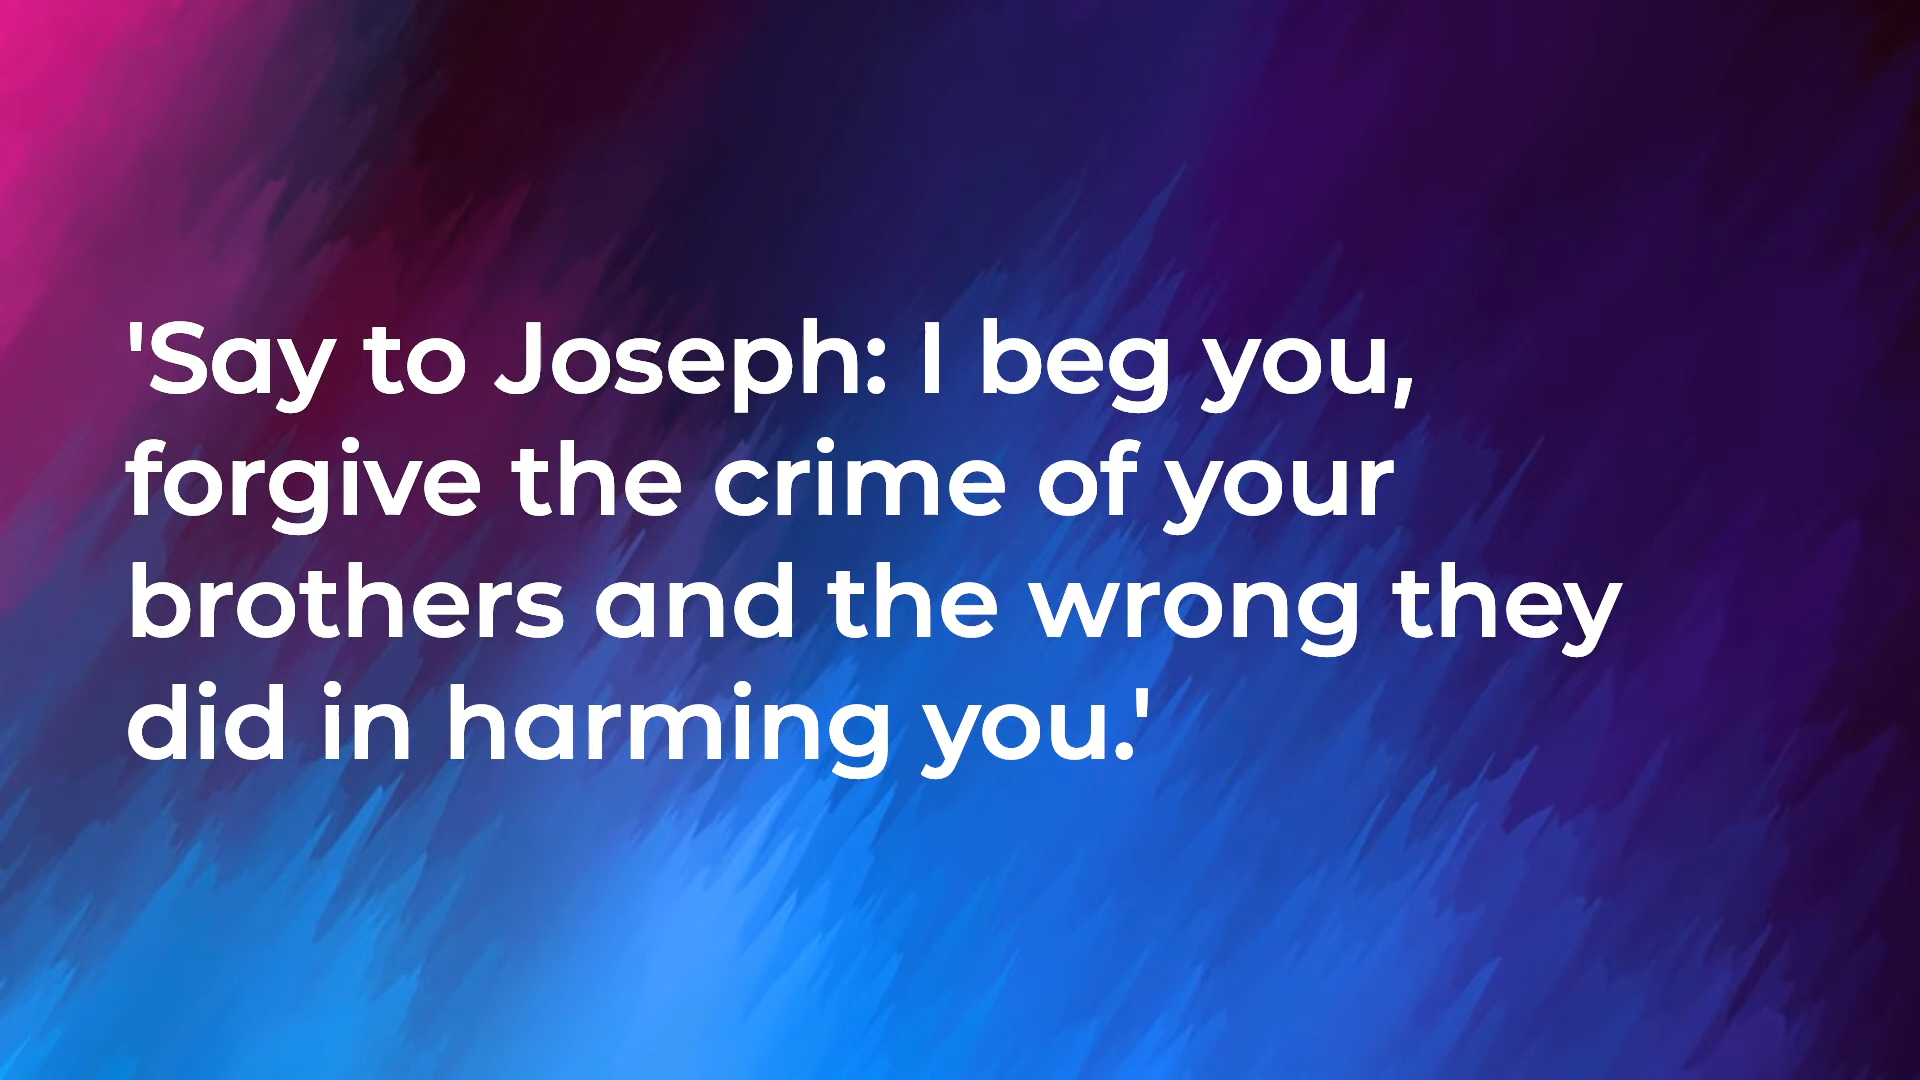 'Say to Joseph: I beg you,
forgive the crime of your
brothers and the wrong they
did in harming you.'